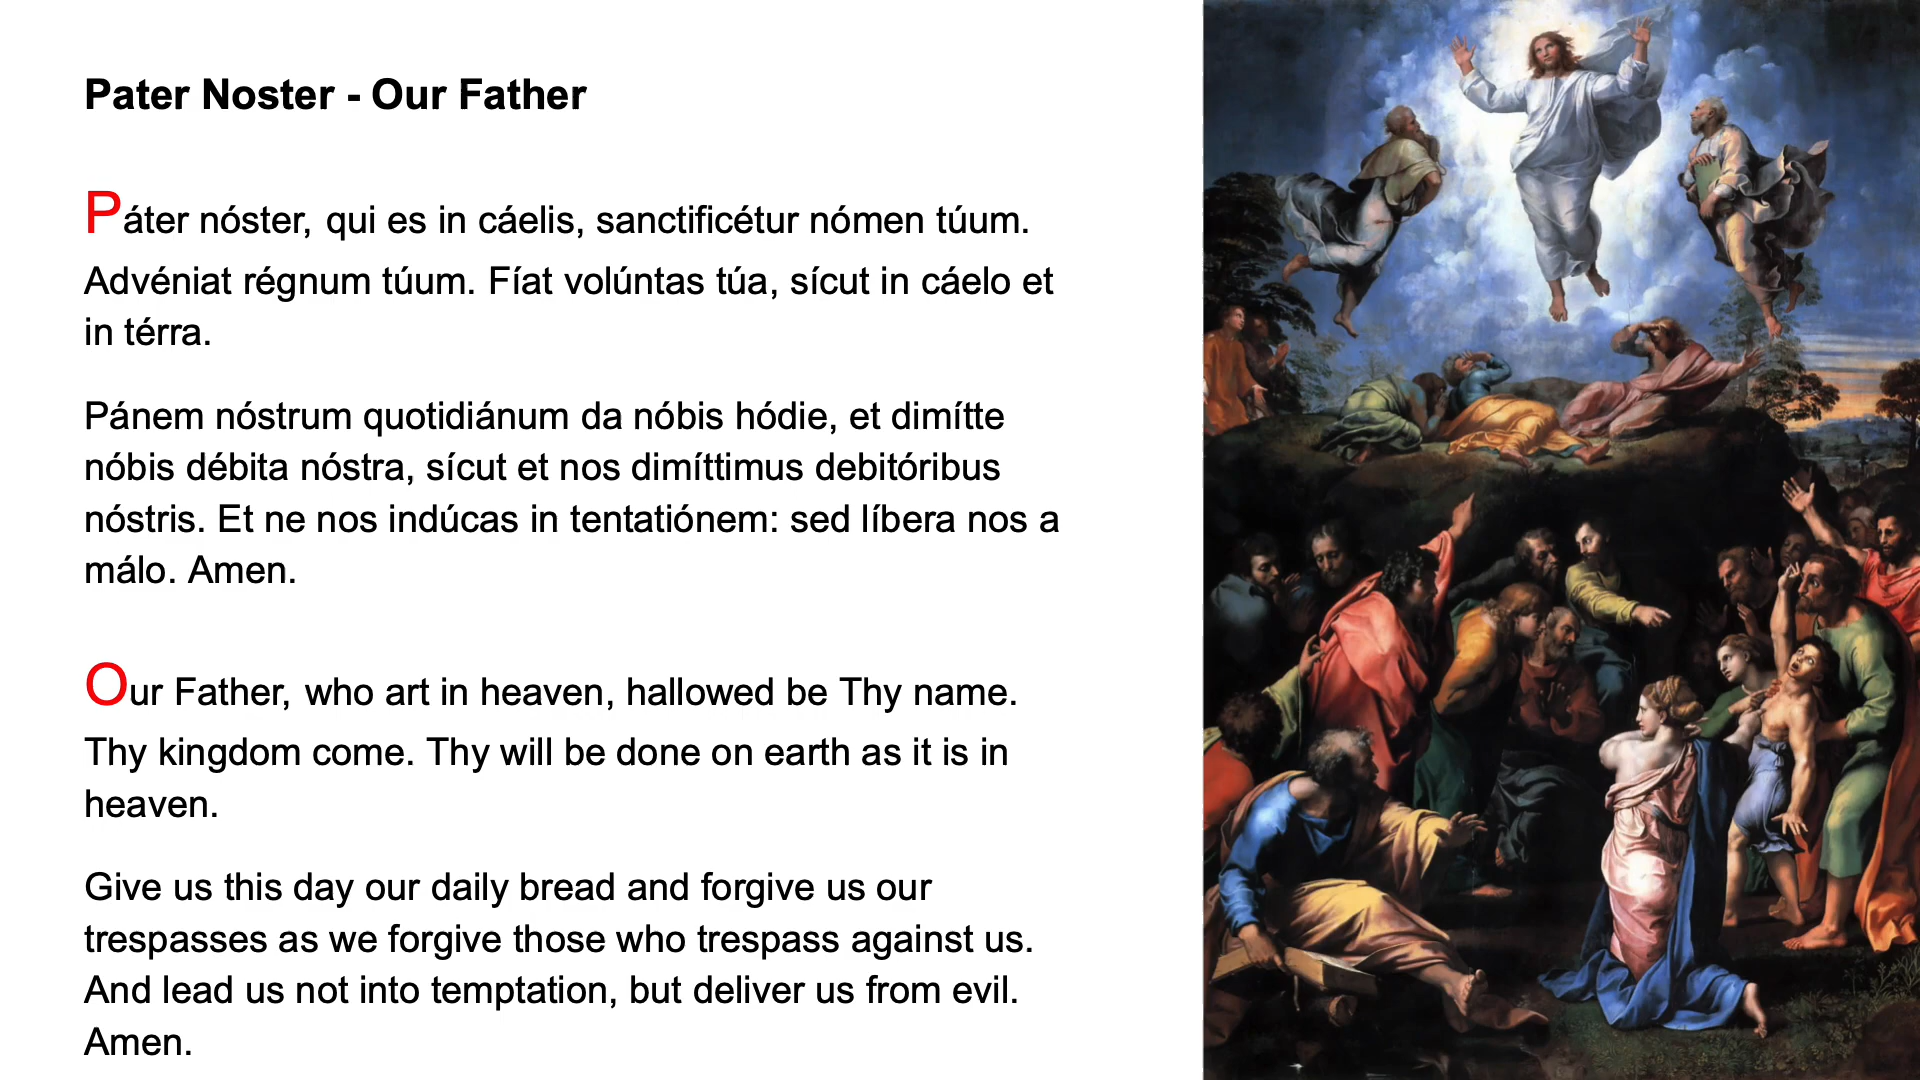 Pater Noster - Our Father
Páter nóster, qui es in cáelis, sanctificétur nómen túum.
Advéniat régnum túum. Fíat volúntas túa, sícut in cáelo et
in térra.
Pánem nóstrum quotidiánum da nóbis hódie, et dimítte
nóbis débita nóstra, sícut et nos dimíttimus debitóribus
nóstris. Et ne nos indúcas in tentatiónem: sed líbera nos a
málo. Amen.
Our Father, who art in heaven, hallowed be Thy name.
Thy kingdom come. Thy will be done on earth as it is in
heaven.
Give us this day our daily bread and forgive us our
trespasses as we forgive those who trespass against us.
And lead us not into temptation, but deliver us from evil.
Amen.